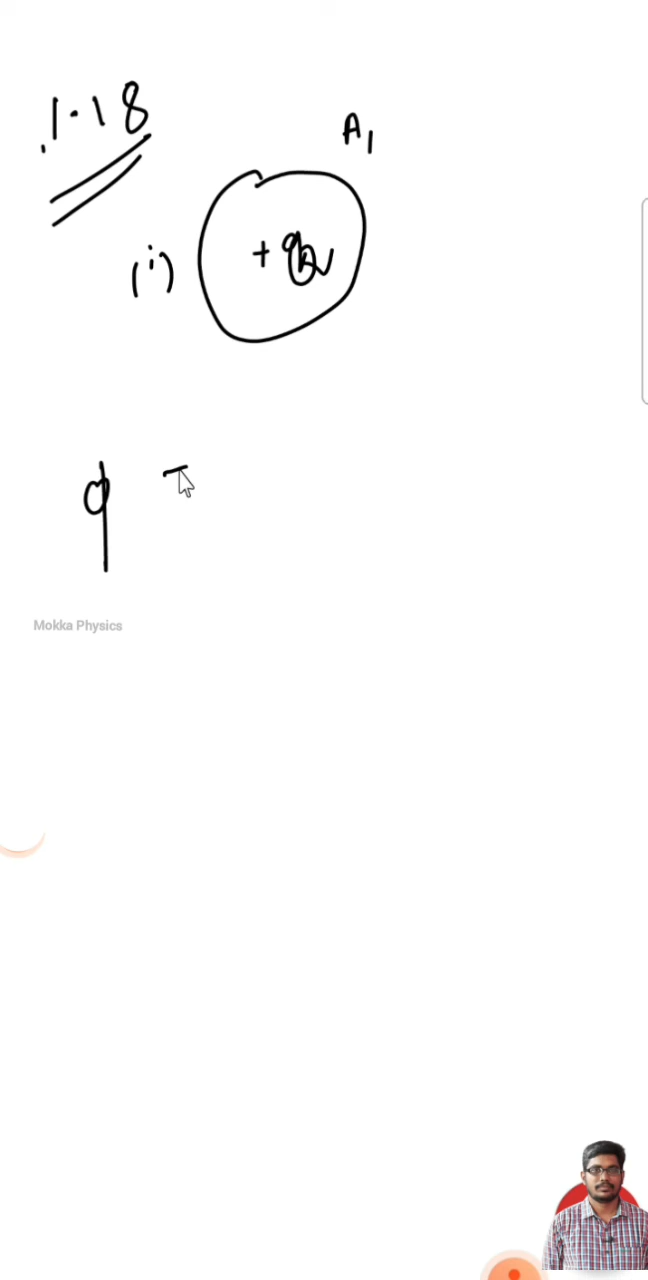 1.18
A1
(i) + Q
φ
Mokka Physics